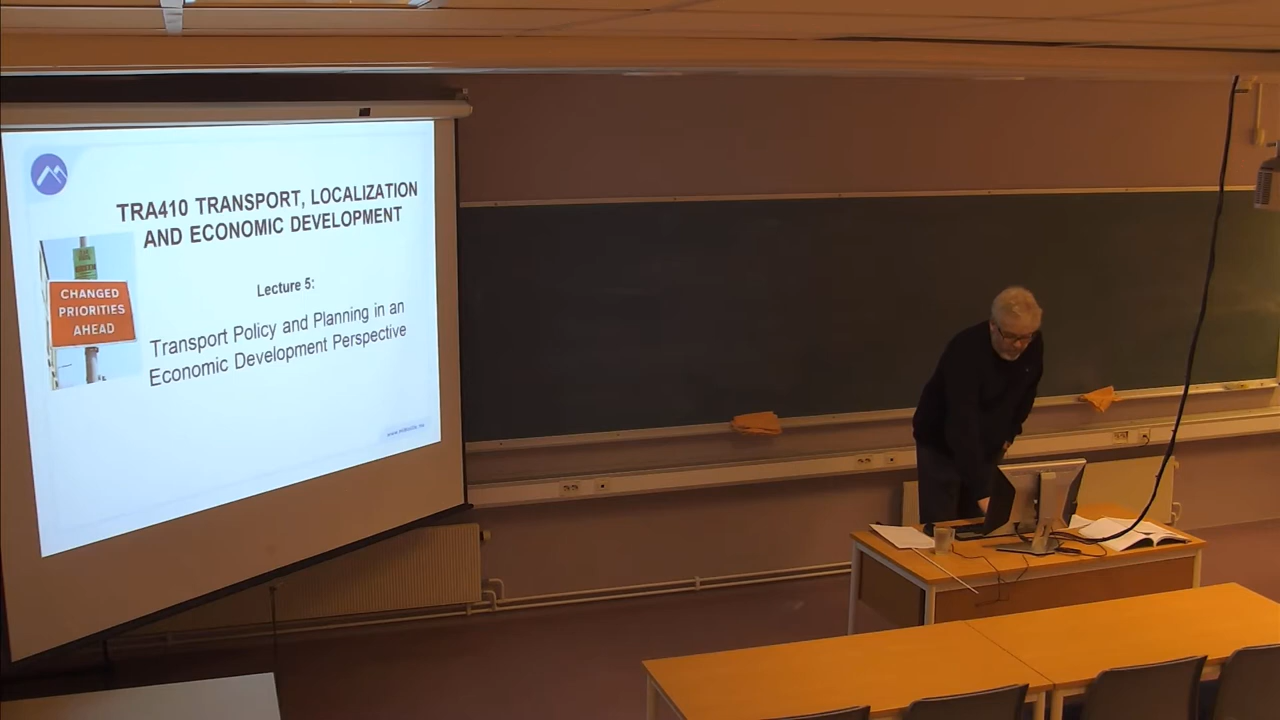 TRA410 TRANSPORT, LOCALIZATION
AND ECONOMIC DEVELOPMENT
CHANGED
PRIORITIES
AHEAD
Lecture 5:
Transport Policy and Planning in an
Economic Development Perspective